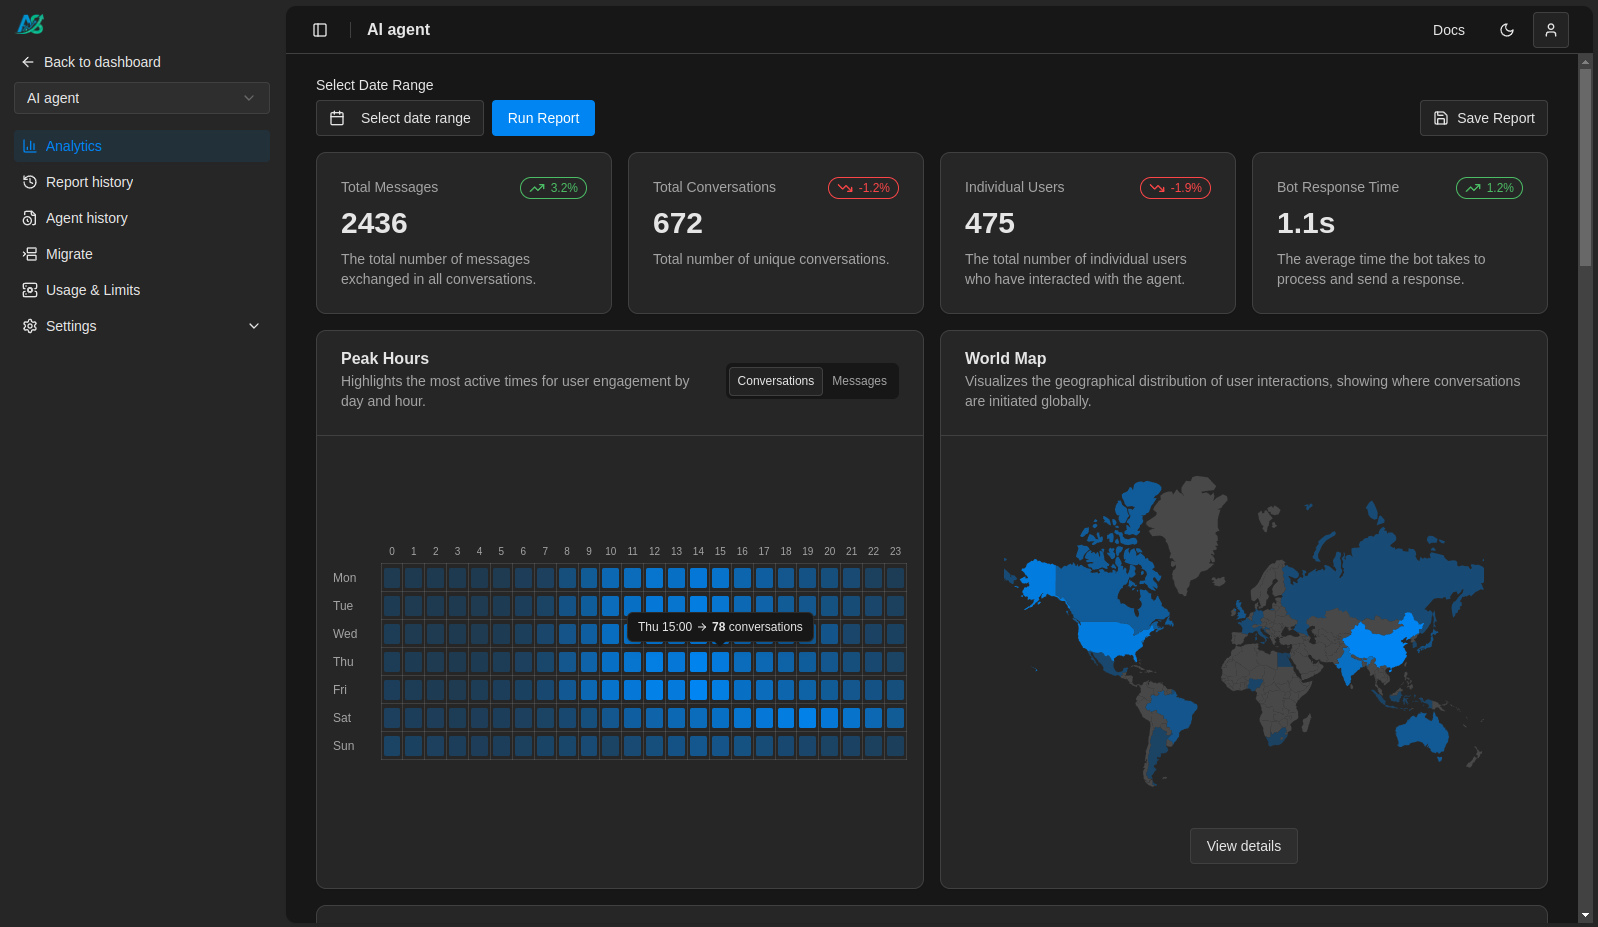 Back to dashboard
AI agent
Analytics
Report history
Agent history
Migrate
Usage & Limits
Settings
AI agent
Docs
Select Date Range
Select date range
Run Report
Save Report
Total Messages
3.2%
2436
The total number of messages
exchanged in all conversations.
Total Conversations
-1.2%
672
Total number of unique conversations.
Individual Users
-1.9%
475
The total number of individual users
who have interacted with the agent.
Bot Response Time
1.2%
1.1s
The average time the bot takes to
process and send a response.
Peak Hours
Highlights the most active times for user engagement by
day and hour.
Conversations Messages
0 1 2 3 4 5 6 7 8 9 10 11 12 13 14 15 16 17 18 19 20 21 22 23
Mon
Tue
Wed
Thu 15:00 → 78 conversations
Thu
Fri
Sat
Sun
World Map
Visualizes the geographical distribution of user interactions, showing where conversations
are initiated globally.
View details